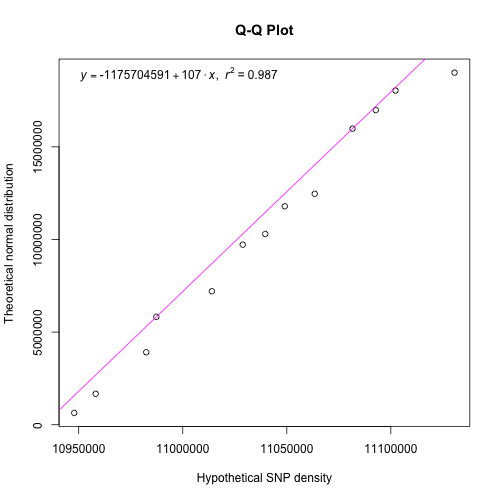 Q-Q Plot
y = -1175704591 + 107 · x, r² = 0.987
Theoretical normal distribution
15000000
10000000
5000000
0
10950000 11000000 11050000 11100000
Hypothetical SNP density